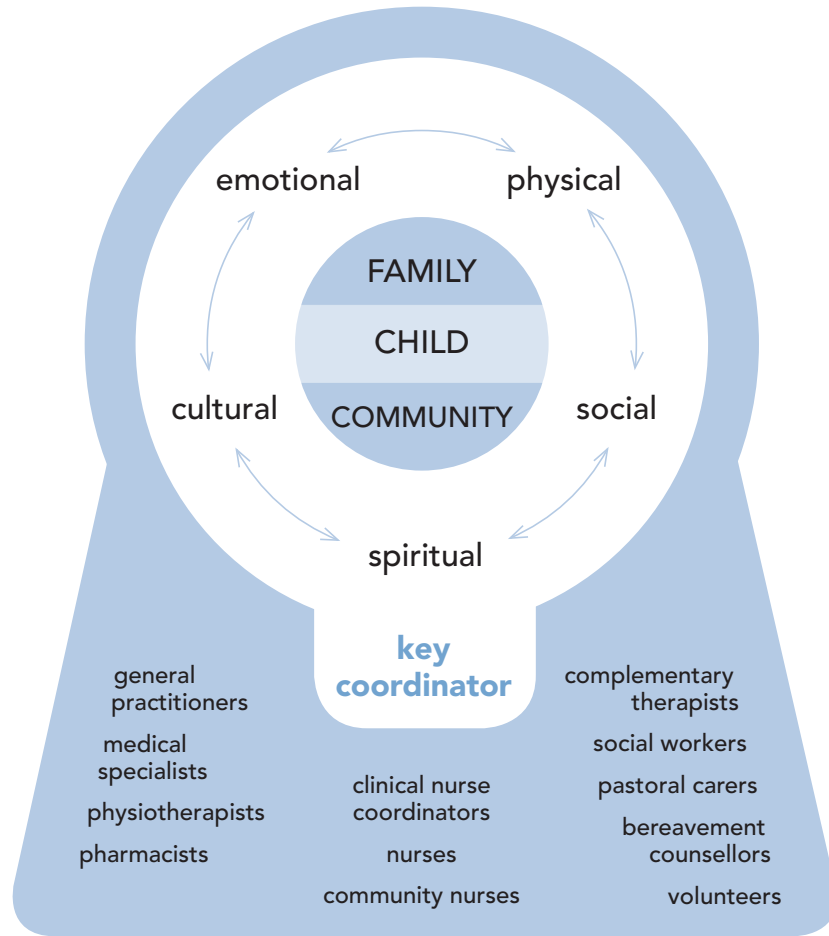 emotional
physical
FAMILY
CHILD
COMMUNITY
cultural
social
spiritual
key
coordinator
general
practitioners
medical
specialists
physiotherapists
pharmacists
clinical nurse
coordinators
nurses
community nurses
complementary
therapists
social workers
pastoral carers
bereavement
counsellors
volunteers